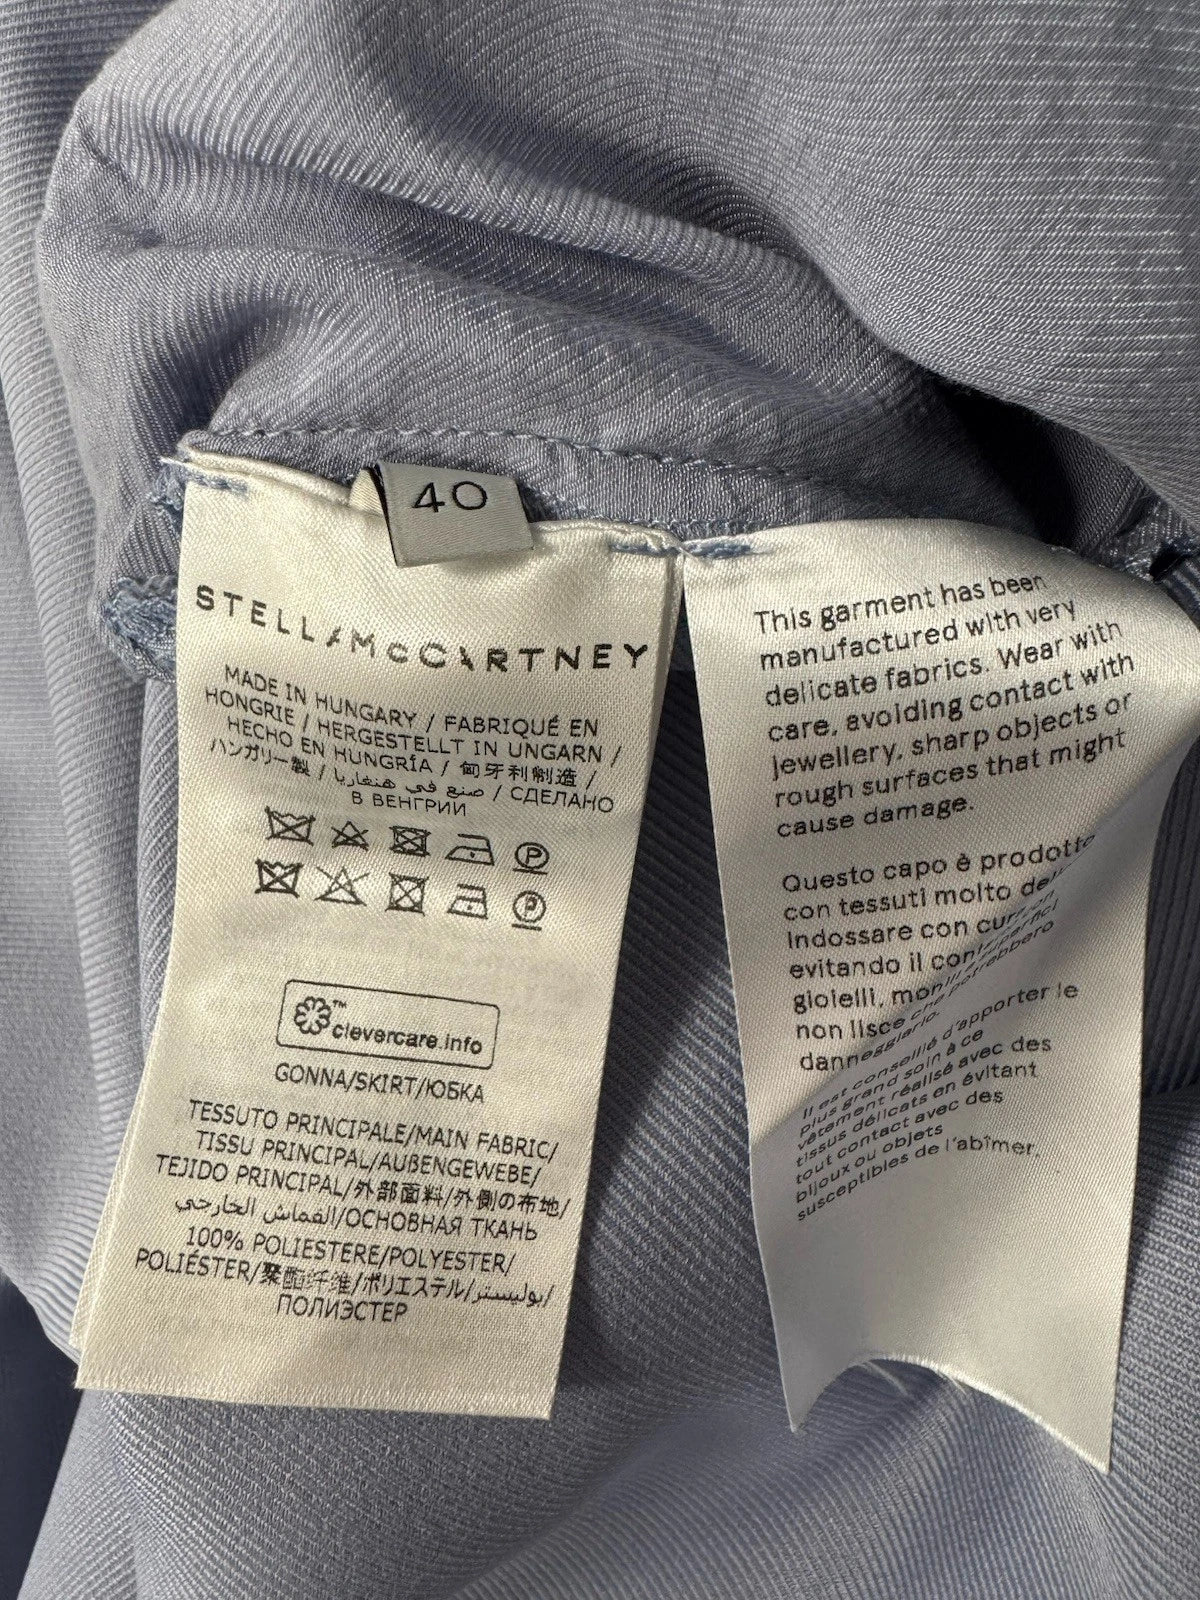 40
STELLA McCARTNEY
MADE IN HUNGARY / FABRIQUÉ EN
HONGRIE / HERGESTELLT IN UNGARN /
HECHO EN HUNGRÍA / 匈牙利制造 /
ハンガリー製 / صنع في هنغاريا / СДЕЛАНО
В ВЕНГРИИ
P
P
™
clevercare.info
GONNA/SKIRT/ЮБКА
TESSUTO PRINCIPALE/MAIN FABRIC/
TISSU PRINCIPAL/AUßENGEWEBE/
TEJIDO PRINCIPAL/外部面料/外側の布地/
القماش الخارجي/ОСНОВНАЯ ТКАНЬ
100% POLIESTERE/POLYESTER/
POLIÉSTER/聚酯纤维/ポリエステル/بوليستر/
ПОЛИЭСТЕР
This garment has been
manufactured with very
delicate fabrics. Wear with
care, avoiding contact with
jewellery, sharp objects or
rough surfaces that might
cause damage.
Questo capo è prodotto
con tessuti molto
Indossare con
evitando il
gioielli,
non lisce che potrebbero
danneggiarlo.
Il est conseillé d'apporter le
plus grand soin à ce
vêtement réalisé avec des
tissus délicats en évitant
tout contact avec des
bijoux ou objets
susceptibles de l'abîmer.